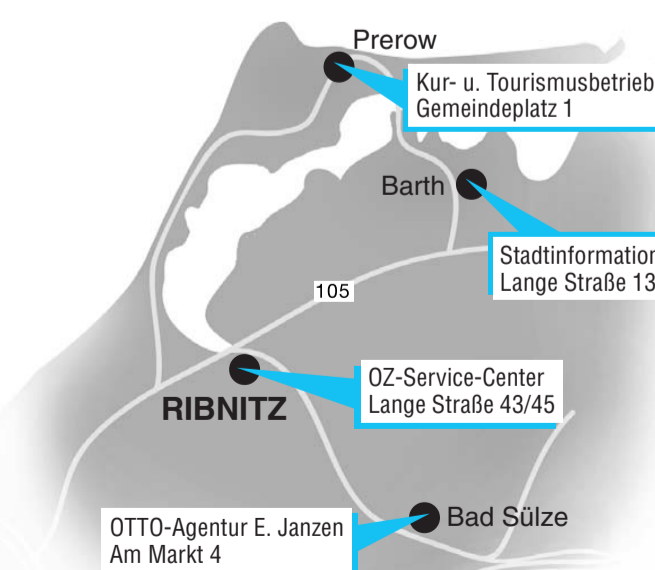 Prerow
Kur- u. Tourismusbetrieb
Gemeindeplatz 1
Barth
Stadtinformation
Lange Straße 13
105
OZ-Service-Center
Lange Straße 43/45
RIBNITZ
Bad Sülze
OTTO-Agentur E. Janzen
Am Markt 4